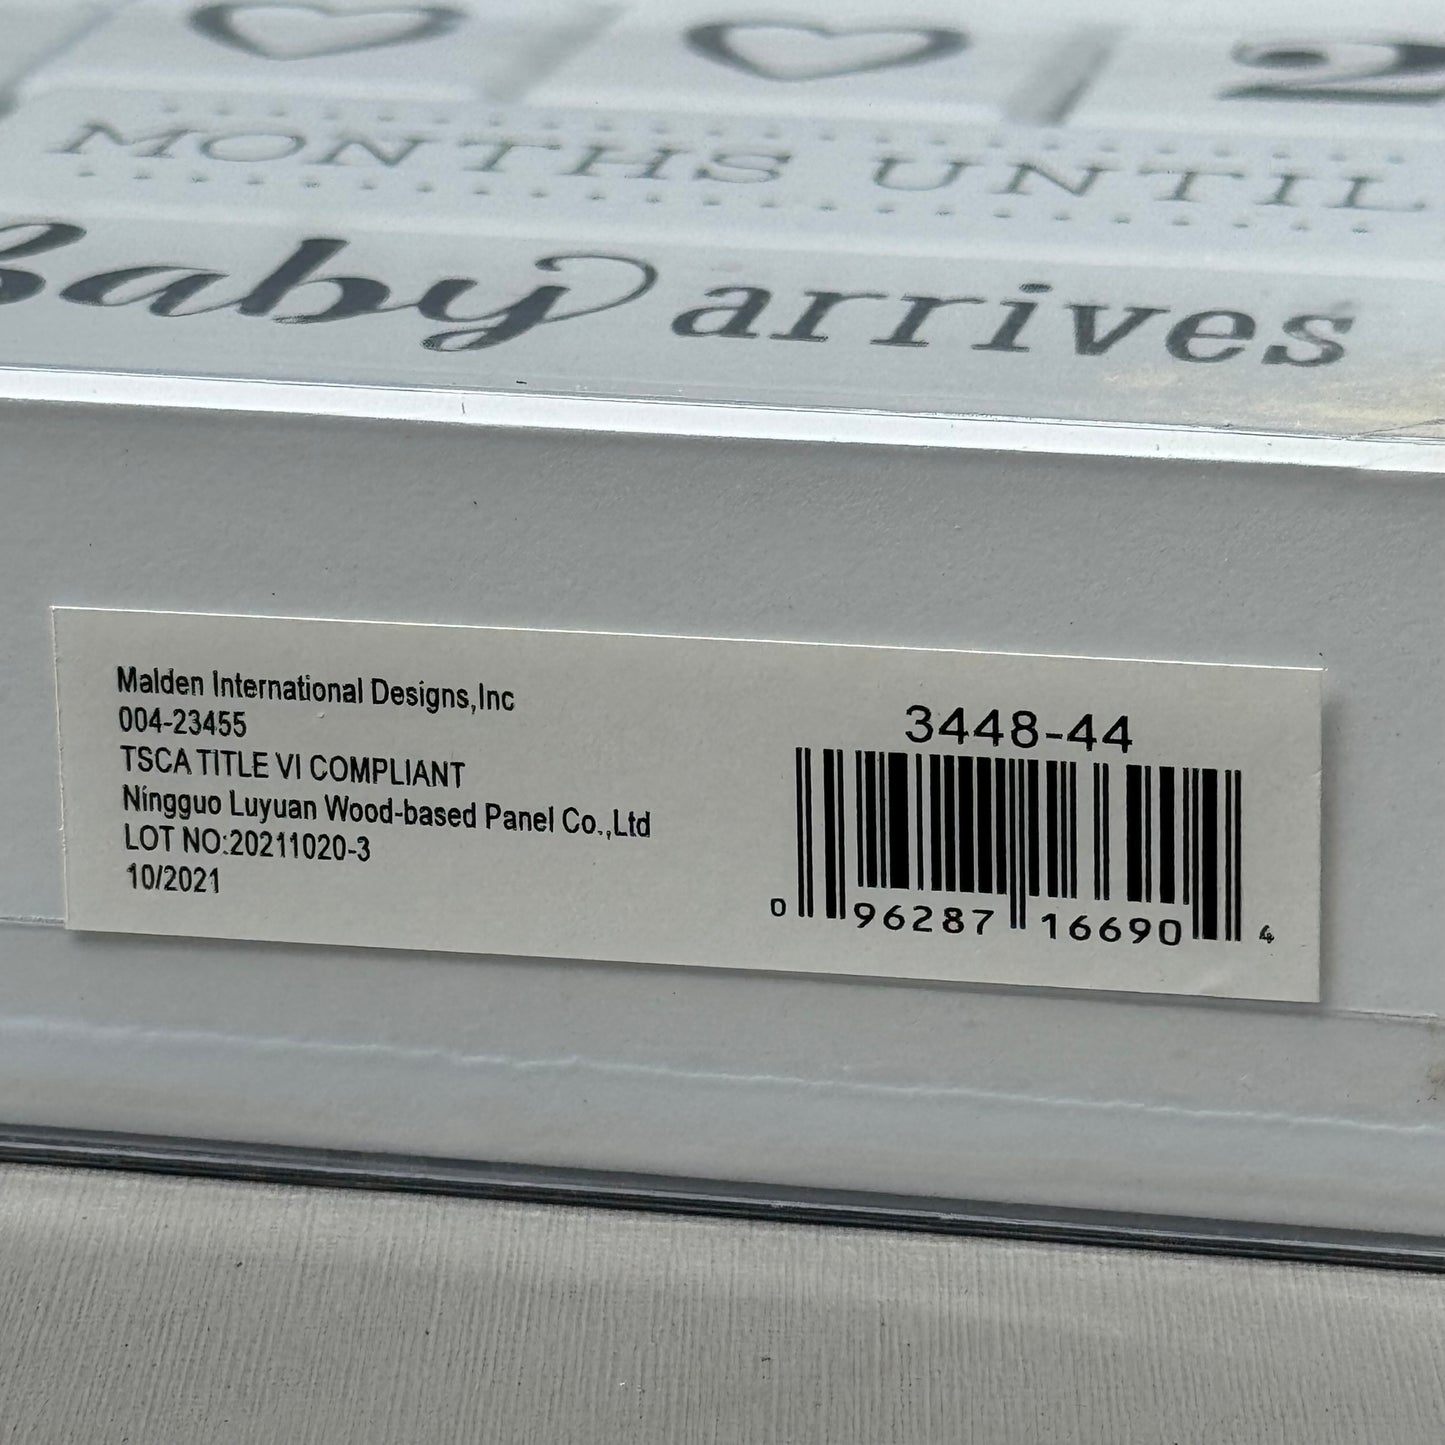 2
MONTHS UNTIL
Baby arrives
Malden International Designs,Inc
004-23455
TSCA TITLE VI COMPLIANT
Ningguo Luyuan Wood-based Panel Co.,Ltd
LOT NO:20211020-3
10/2021
3448-44
0 96287 16690 4